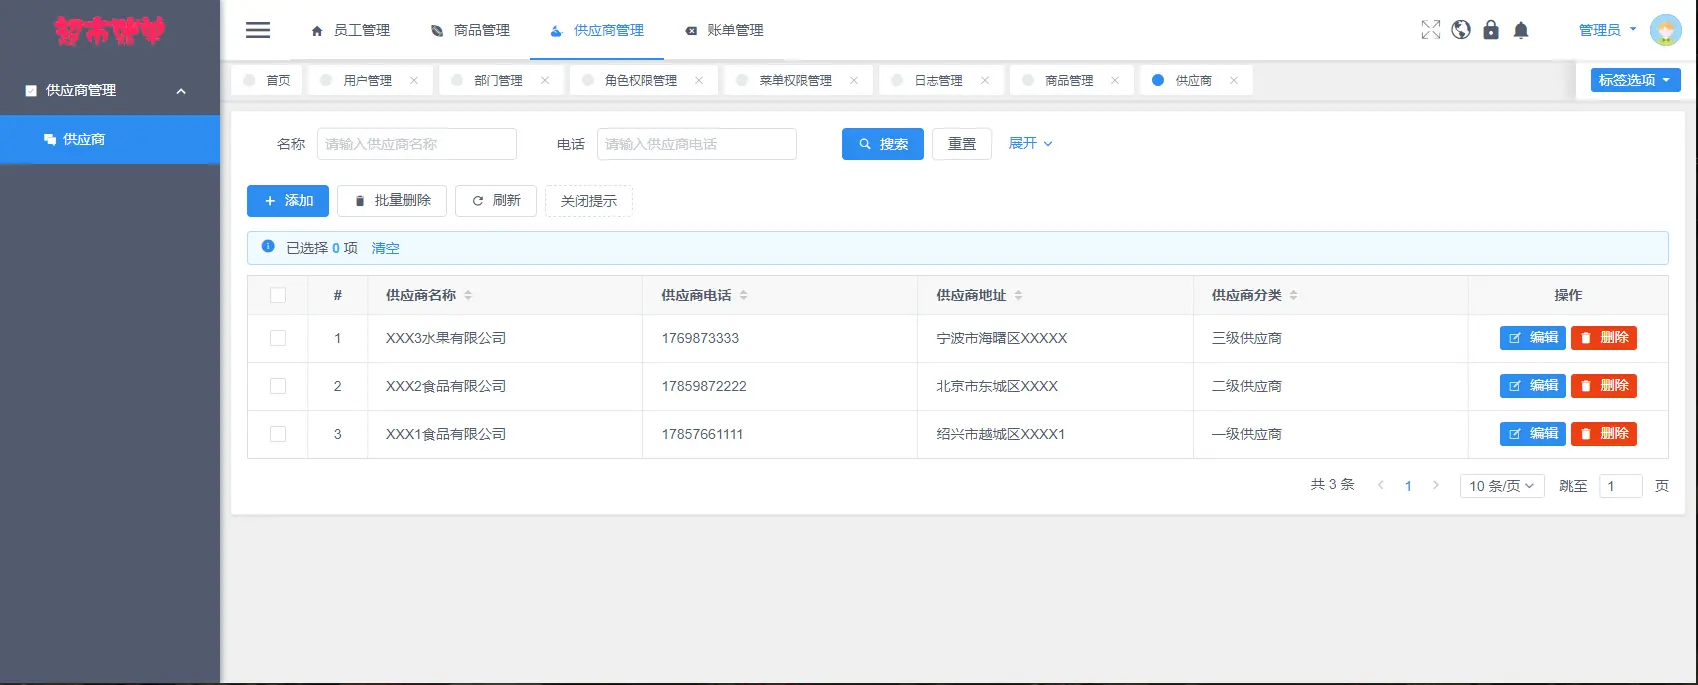 超市账单
员工管理 商品管理 供应商管理 账单管理 管理员
首页 用户管理 部门管理 角色权限管理 菜单权限管理 日志管理 商品管理 供应商 标签选项
供应商管理
供应商
名称 请输入供应商名称 电话 请输入供应商电话 搜索 重置 展开
添加 批量删除 刷新 关闭提示
已选择 0 项 清空
# 供应商名称 供应商电话 供应商地址 供应商分类 操作
1 XXX3水果有限公司 1769873333 宁波市海曙区XXXXX 三级供应商 编辑 删除
2 XXX2食品有限公司 17859872222 北京市东城区XXXX 二级供应商 编辑 删除
3 XXX1食品有限公司 17857661111 绍兴市越城区XXXX1 一级供应商 编辑 删除
共 3 条 1 10 条/页 跳至 1 页